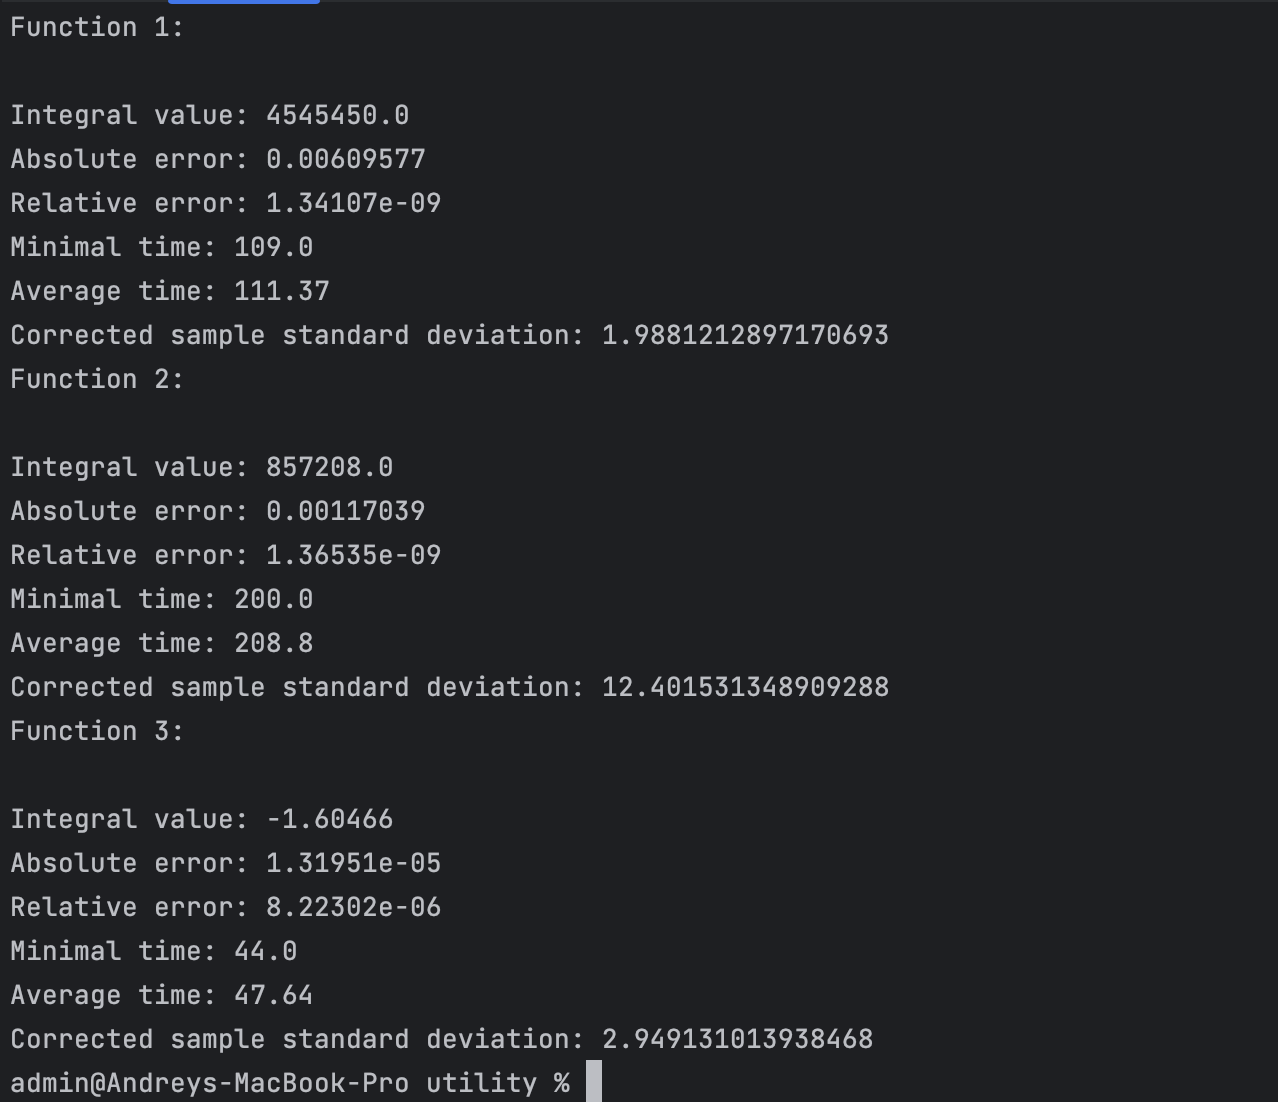 Function 1:
Integral value: 4545450.0
Absolute error: 0.00609577
Relative error: 1.34107e-09
Minimal time: 109.0
Average time: 111.37
Corrected sample standard deviation: 1.9881212897170693
Function 2:
Integral value: 857208.0
Absolute error: 0.00117039
Relative error: 1.36535e-09
Minimal time: 200.0
Average time: 208.8
Corrected sample standard deviation: 12.401531348909288
Function 3:
Integral value: -1.60466
Absolute error: 1.31951e-05
Relative error: 8.22302e-06
Minimal time: 44.0
Average time: 47.64
Corrected sample standard deviation: 2.949131013938468
admin@Andreys-MacBook-Pro utility %